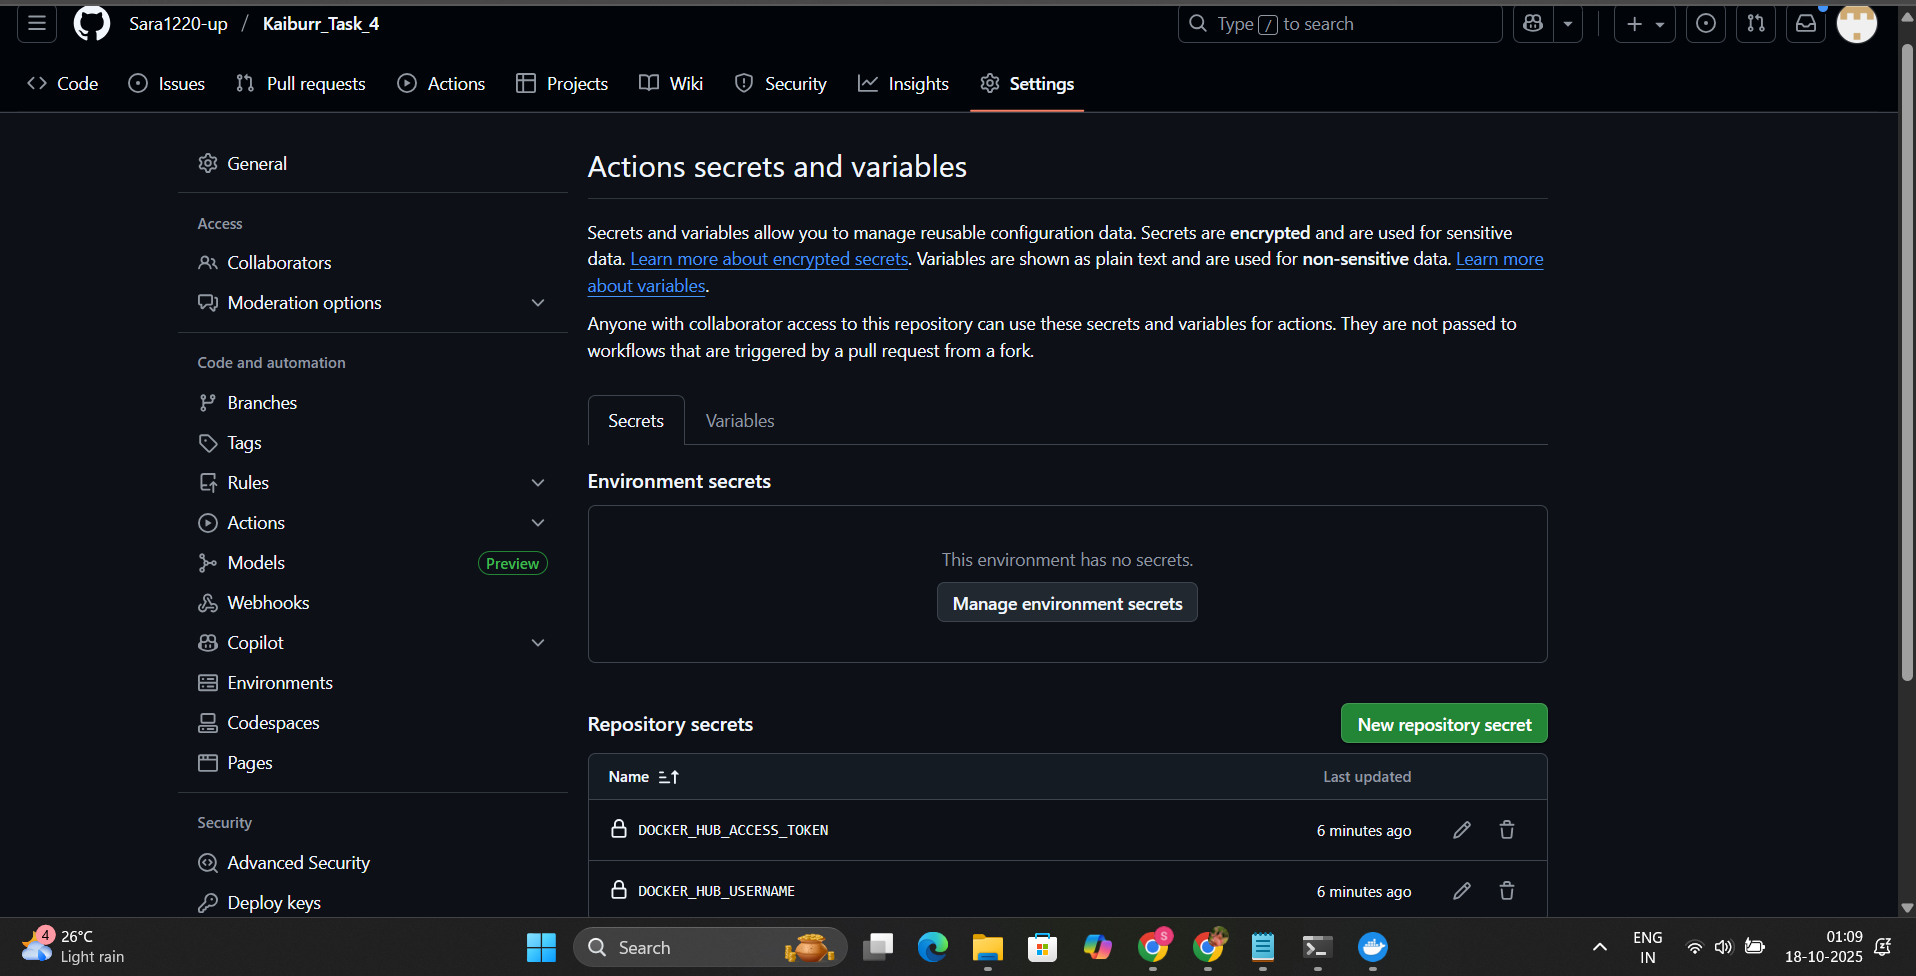 Sara1220-up / Kaiburr_Task_4
Type / to search
Code
Issues
Pull requests
Actions
Projects
Wiki
Security
Insights
Settings
General
Access
Collaborators
Moderation options
Code and automation
Branches
Tags
Rules
Actions
Models
Preview
Webhooks
Copilot
Environments
Codespaces
Pages
Security
Advanced Security
Deploy keys
Actions secrets and variables
Secrets and variables allow you to manage reusable configuration data. Secrets are encrypted and are used for sensitive
data. Learn more about encrypted secrets. Variables are shown as plain text and are used for non-sensitive data. Learn more
about variables.
Anyone with collaborator access to this repository can use these secrets and variables for actions. They are not passed to
workflows that are triggered by a pull request from a fork.
Secrets
Variables
Environment secrets
This environment has no secrets.
Manage environment secrets
Repository secrets
New repository secret
Name
Last updated
DOCKER_HUB_ACCESS_TOKEN
6 minutes ago
DOCKER_HUB_USERNAME
6 minutes ago
4
26°C
Light rain
Search
S
ENG
IN
01:09
18-10-2025